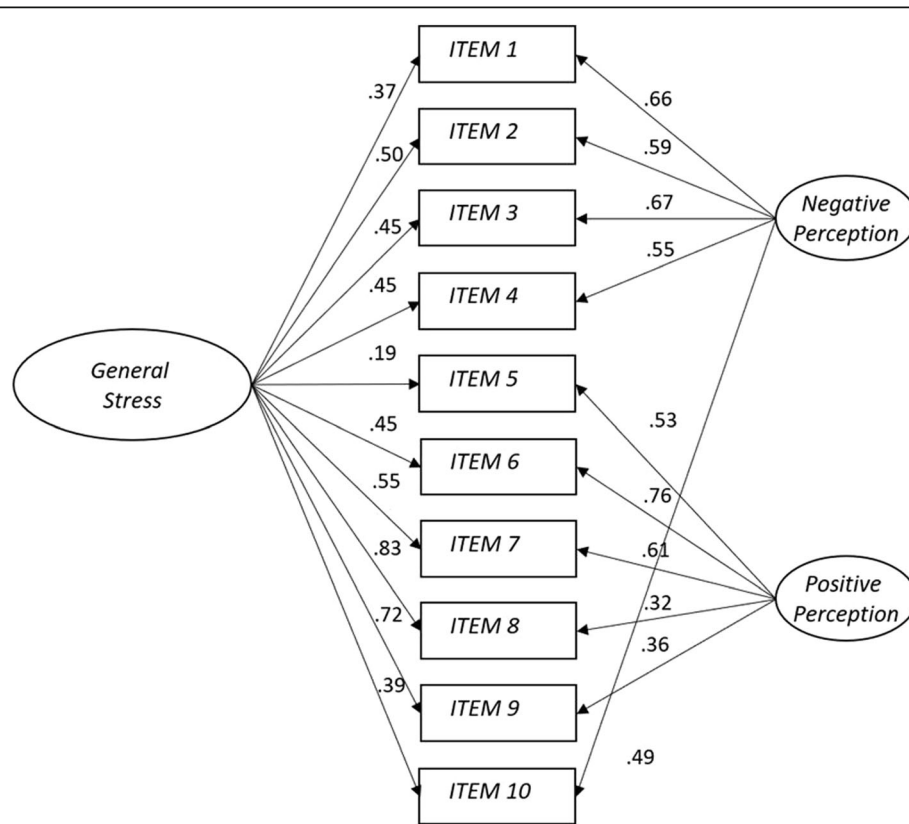 ITEM 1
.37
.66
ITEM 2
.50
.59
ITEM 3
.45
.67
Negative
Perception
ITEM 4
.45
.55
General
Stress
.19
ITEM 5
.53
.45
ITEM 6
.76
.55
ITEM 7
.61
.83
Positive
Perception
ITEM 8
.32
.72
.36
ITEM 9
.39
.49
ITEM 10